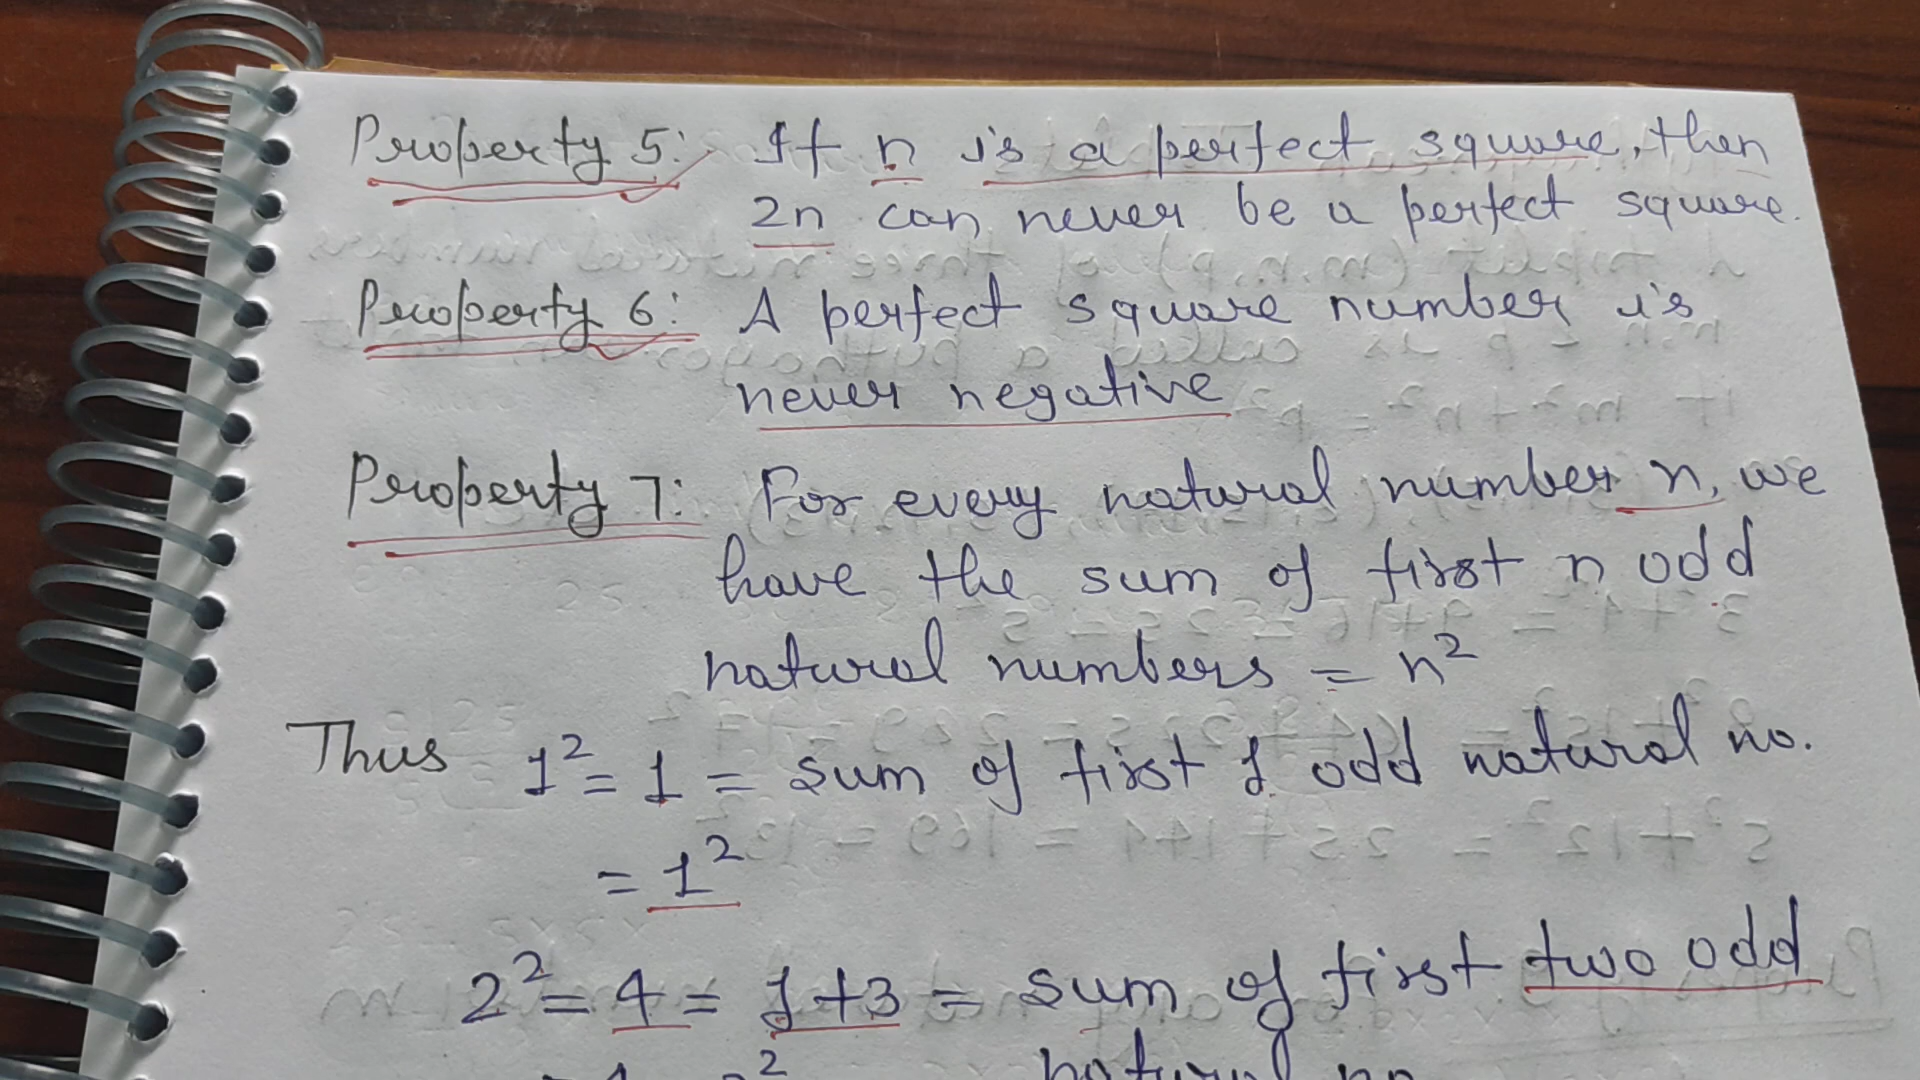 Property 5: If n is a perfect square, then
2n can never be a perfect square.
Property 6: A perfect square number is
never negative
Property 7: For every natural number n, we
have the sum of first n odd
natural numbers = n²
Thus 1² = 1 = sum of first 1 odd natural no.
= 1²
2² = 4 = 1+3 = sum of first two odd
natural no